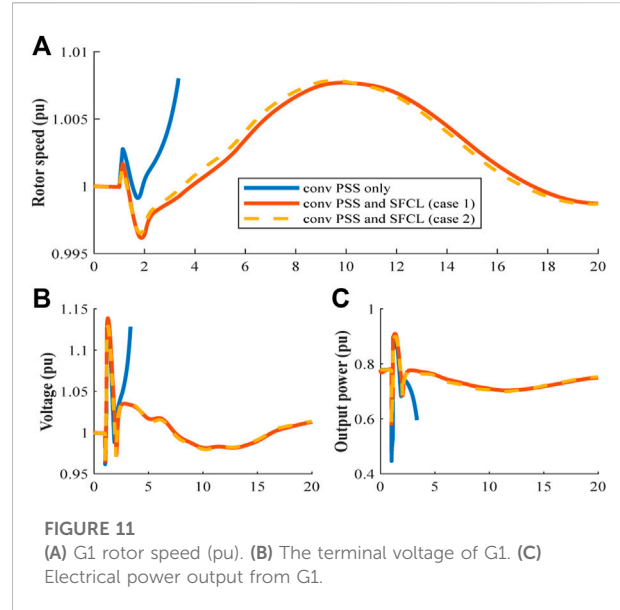 A
Rotor speed (pu)
1.01
1.005
1
0.995
conv PSS only
conv PSS and SFCL (case 1)
conv PSS and SFCL (case 2)
0 2 4 6 8 10 12 14 16 18 20
B
Voltage (pu)
1.15
1.1
1.05
1
0.95
0 5 10 15 20
C
Output power (pu)
1
0.8
0.6
0.4
0 5 10 15 20
FIGURE 11
(A) G1 rotor speed (pu). (B) The terminal voltage of G1. (C)
Electrical power output from G1.